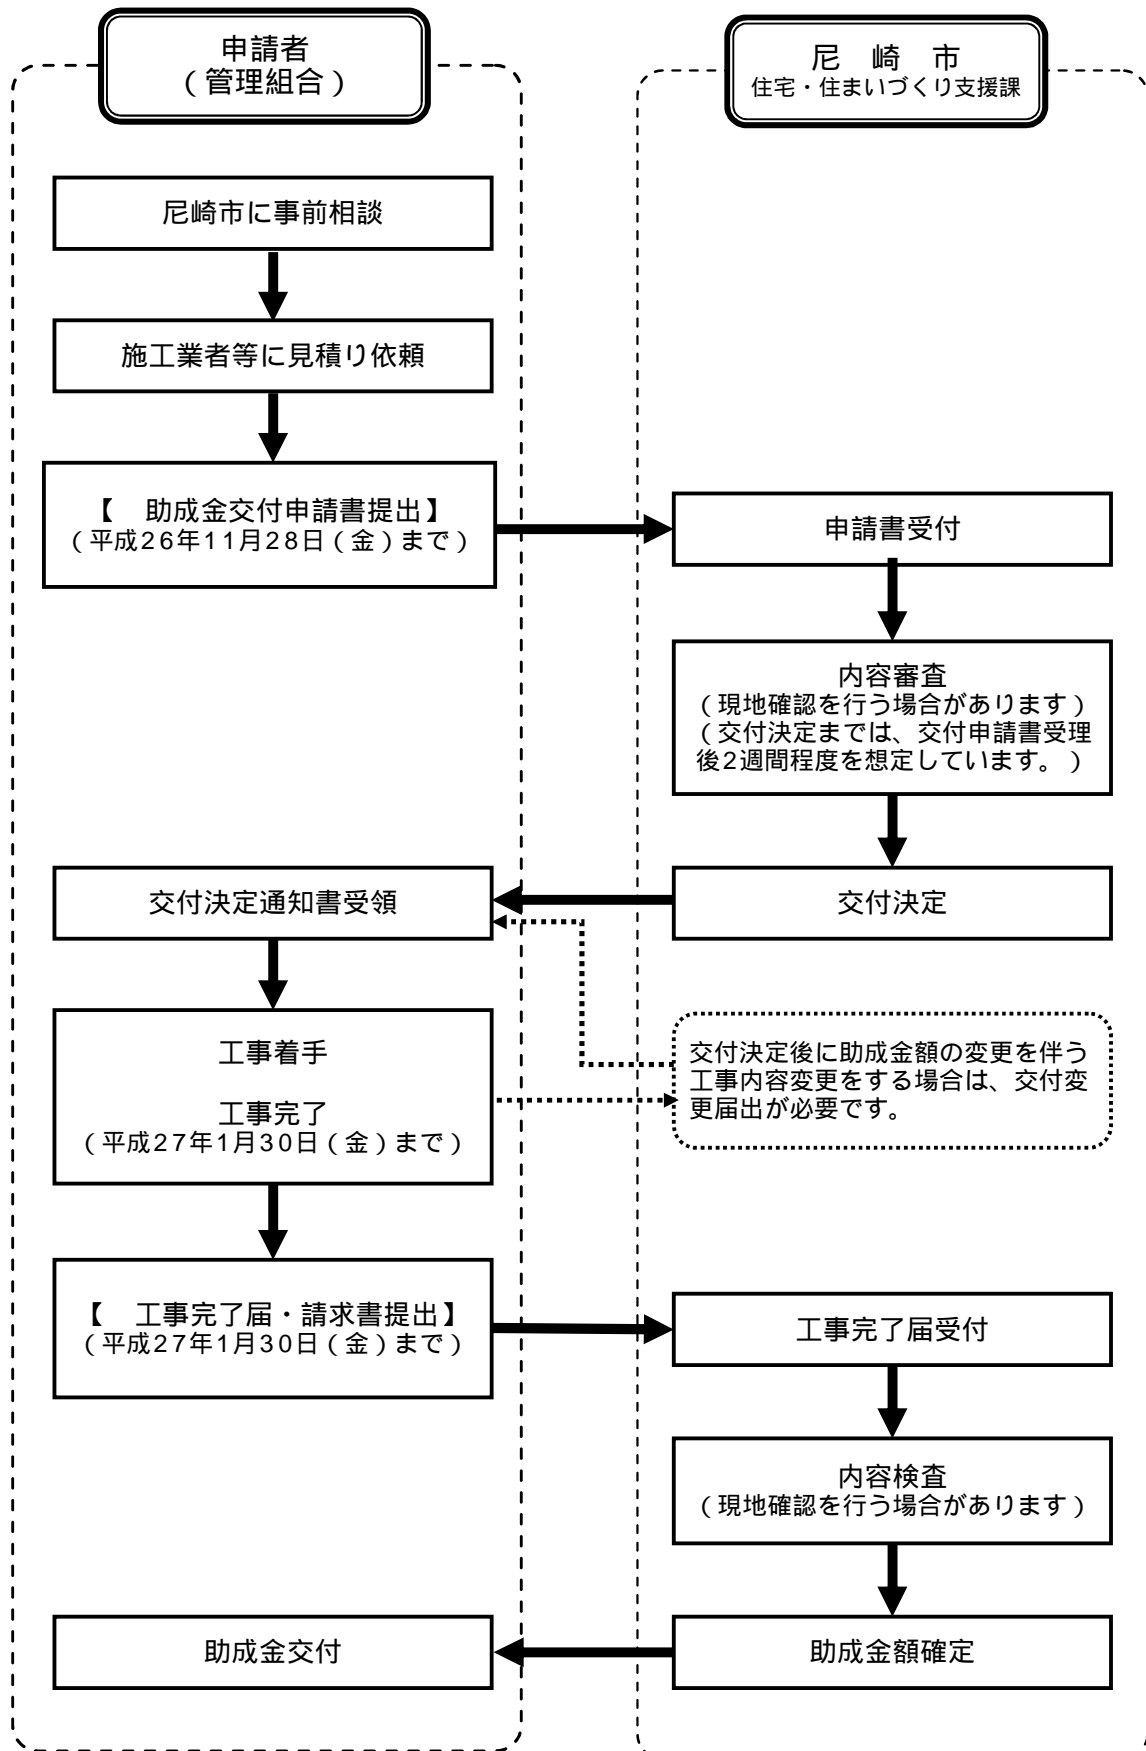 申請者
(管理組合)
尼 崎 市
住宅・住まいづくり支援課
尼崎市に事前相談
施工業者等に見積り依頼
【 助成金交付申請書提出】
(平成26年11月28日(金)まで)
申請書受付
内容審査
(現地確認を行う場合があります)
(交付決定までは、交付申請書受理
後2週間程度を想定しています。)
交付決定通知書受領
交付決定
工事着手
工事完了
(平成27年1月30日(金)まで)
交付決定後に助成金額の変更を伴う
工事内容変更をする場合は、交付変
更届出が必要です。
【 工事完了届・請求書提出】
(平成27年1月30日(金)まで)
工事完了届受付
内容検査
(現地確認を行う場合があります)
助成金交付
助成金額確定